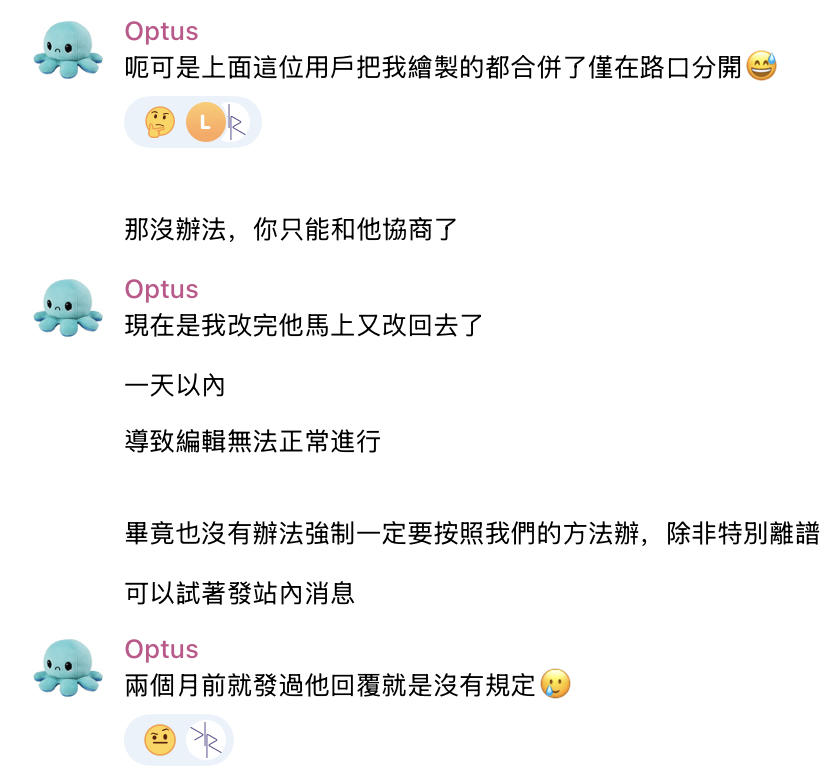 Optus
呃可是上面這位用戶把我繪製的都合併了僅在路口分開😅
🤔 L
那沒辦法，你只能和他協商了
Optus
現在是我改完他馬上又改回去了
一天以內
導致編輯無法正常進行
畢竟也沒有辦法強制一定要按照我們的方法辦，除非特別離譜
可以試著發站內消息
Optus
兩個月前就發過他回覆就是沒有規定🥲
🤨